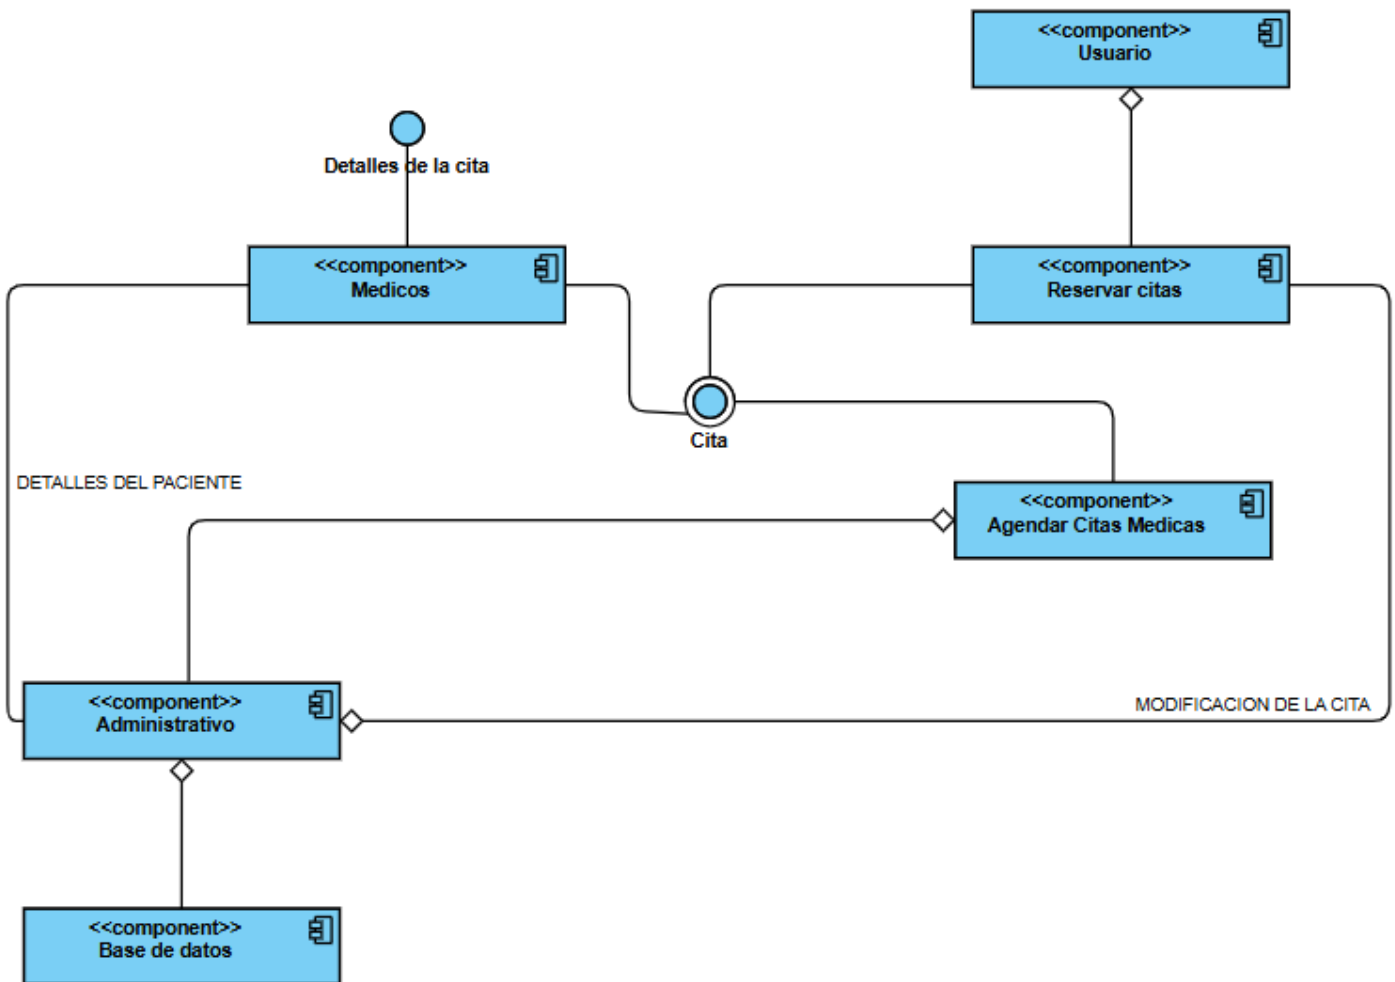 <<component>>
Usuario
Detalles de la cita
<<component>>
Medicos
<<component>>
Reservar citas
Cita
DETALLES DEL PACIENTE
<<component>>
Agendar Citas Medicas
<<component>>
Administrativo
MODIFICACION DE LA CITA
<<component>>
Base de datos